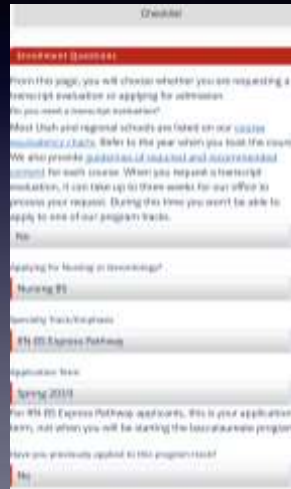 Checklist
Enrollment Questions
From this page, you will choose whether you are requesting a
transcript evaluation or applying for admission.
Do you need a transcript evaluation?
Most Utah and regional schools are listed on our course
equivalency charts. Refer to the year when you took the cours
We also provide guidelines of required and recommended
content for each course. When you request a transcript
evaluation, it can take up to three weeks for our office to
process your request. During this time you won't be able to
apply to one of our program tracks.
No
Applying for Nursing or Gerontology?
Nursing BS
Specialty Track/Emphasis
RN BS Express Pathway
Application Term
Spring 2019
For RN BS Express Pathway applicants, this is your application
term, not when you will be starting the baccalaureate program
Have you previously applied to this program track?
No